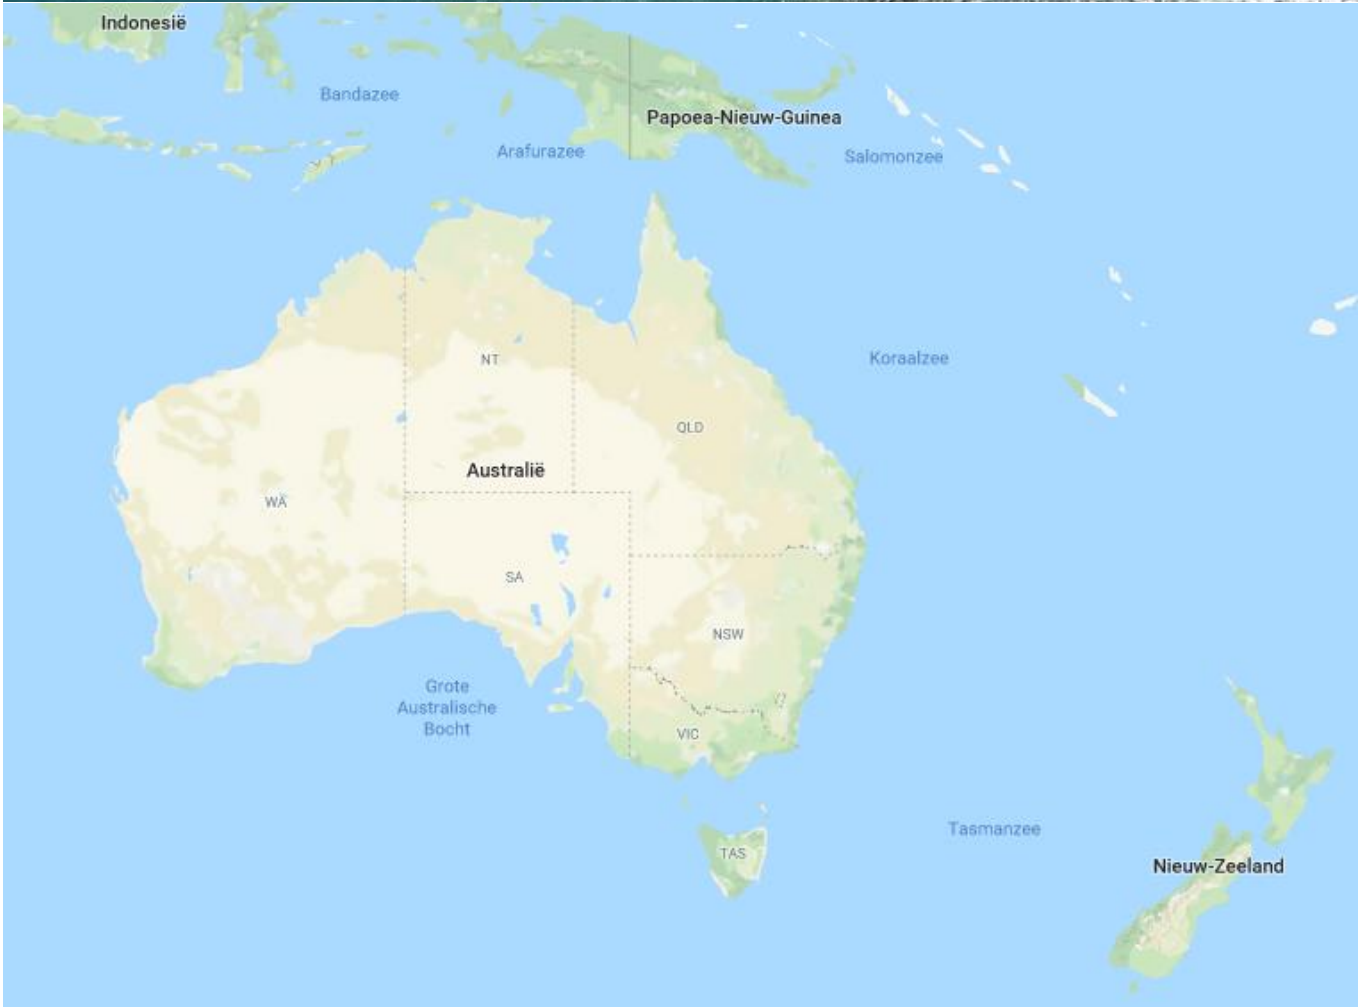 Indonesië
Bandazee
Papoea-Nieuw-Guinea
Arafurazee
Salomonzee
NT
Koraalzee
QLD
Australië
WA
SA
NSW
Grote
Australische
Bocht
VIC
Tasmanzee
TAS
Nieuw-Zeeland